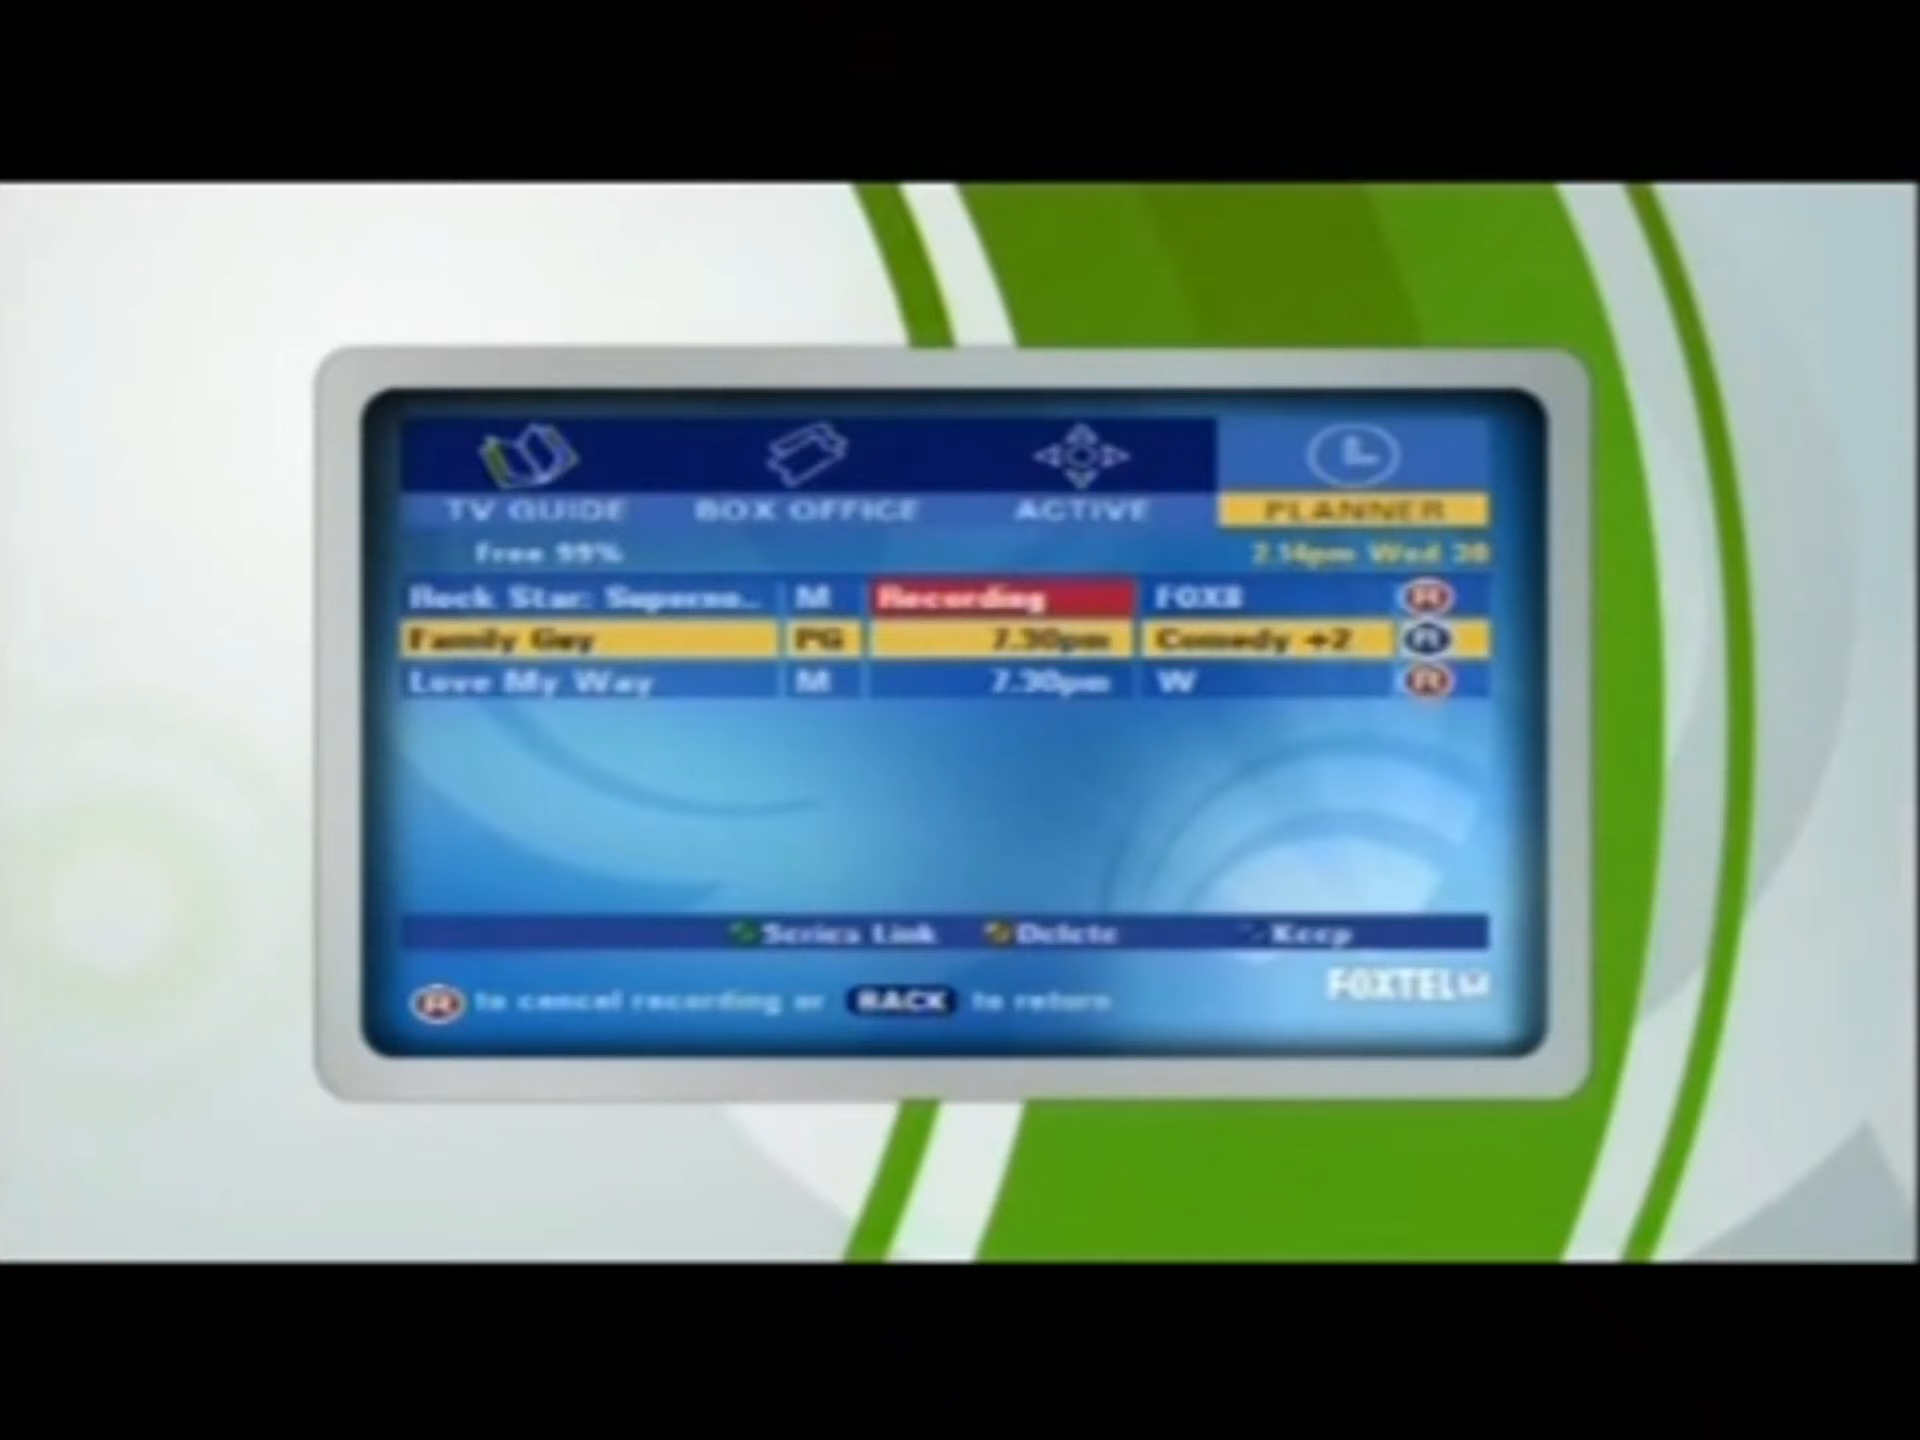 TV GUIDE BOX OFFICE ACTIVE PLANNER
Free 99% 2.14pm Wed 30
Rock Star: Superno.. M Recording FOX8 R
Family Guy PG 7.30pm Comedy +2 R
Love My Way M 7.30pm W R
Series Link Delete Keep
R to cancel recording or BACK to return
FOXTEL